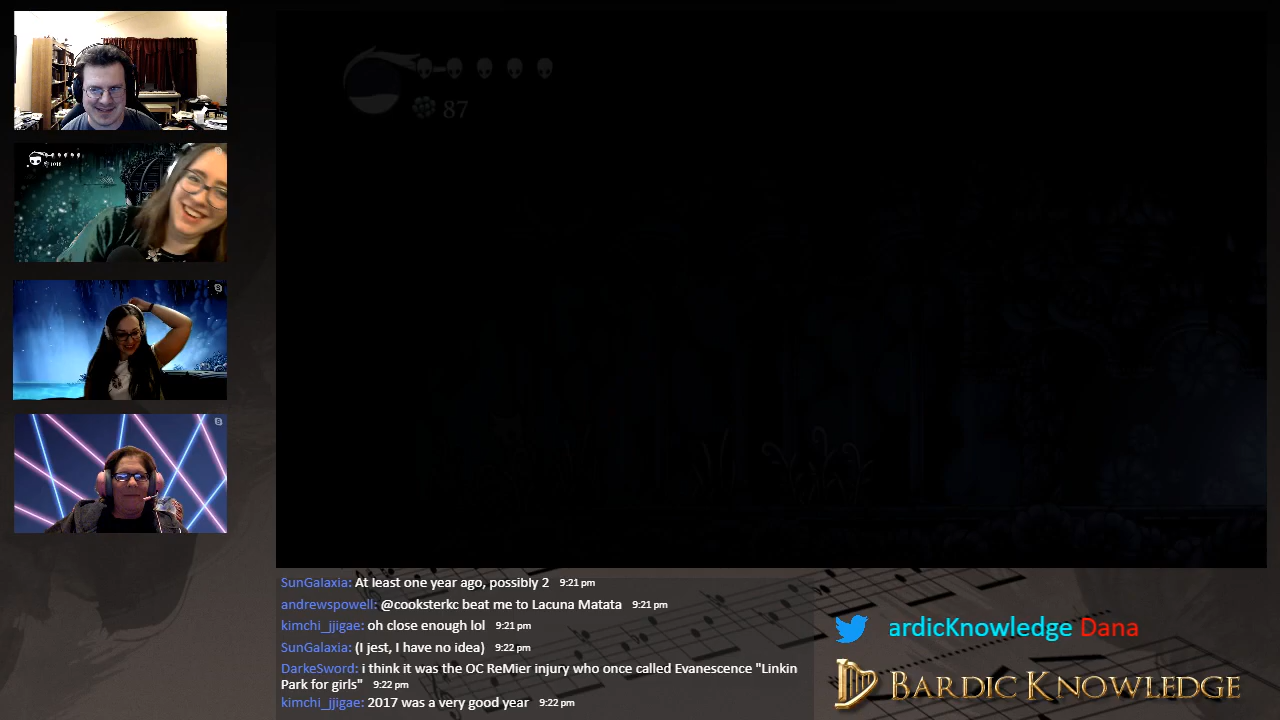 87
SunGalaxia: At least one year ago, possibly 2 9:21 pm
andrewspowell: @cooksterkc beat me to Lacuna Matata 9:21 pm
kimchi_jjigae: oh close enough lol 9:21 pm
SunGalaxia: (I jest, I have no idea) 9:22 pm
DarkeSword: i think it was the OC ReMier injury who once called Evanescence "Linkin
Park for girls" 9:22 pm
kimchi_jjigae: 2017 was a very good year 9:22 pm
ardicKnowledge Dana
BARDIC KNOWLEDGE